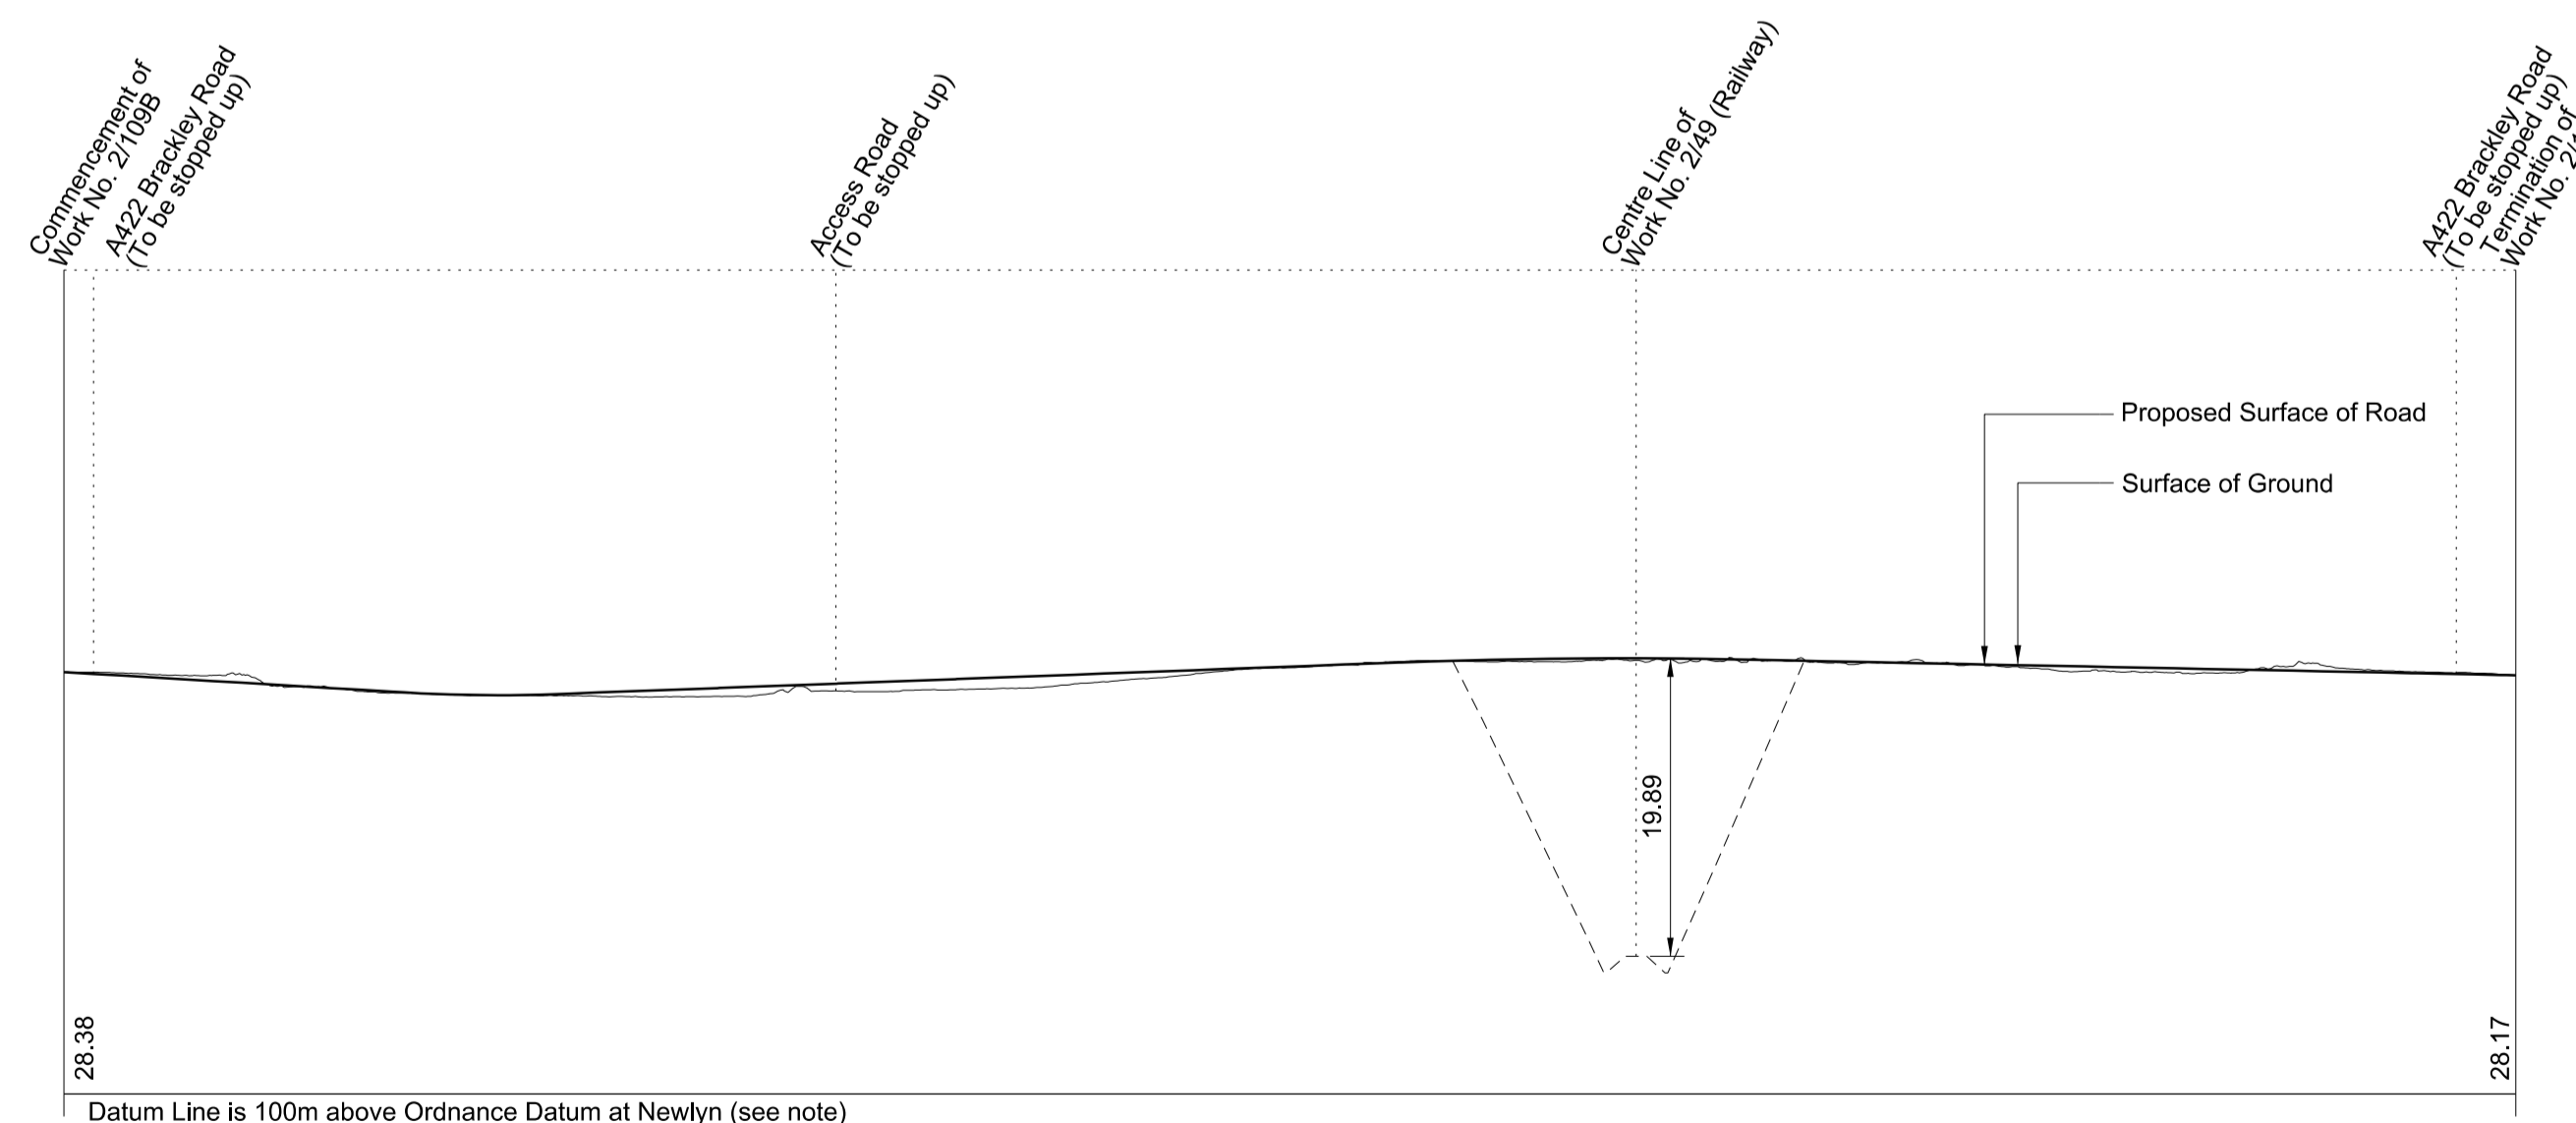 Commencement of
Work No. 2/109B
A422 Brackley Road
(To be stopped up)
Access Road
(To be stopped up)
Centre Line of
Work No. 2/49 (Railway)
A422 Brackley Road
(To be stopped up)
Termination of
Work No.
Proposed Surface of Road
Surface of Ground
19.89
28.38
28.17
Datum Line is 100m above Ordnance Datum at Newlyn (see note)